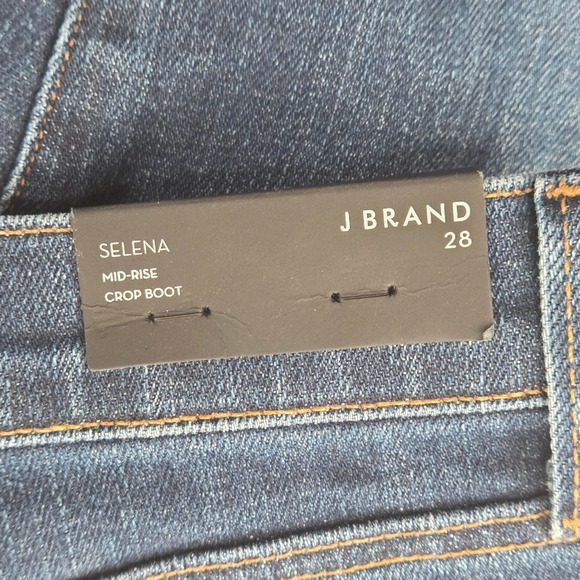 J BRAND
28
SELENA
MID-RISE
CROP BOOT